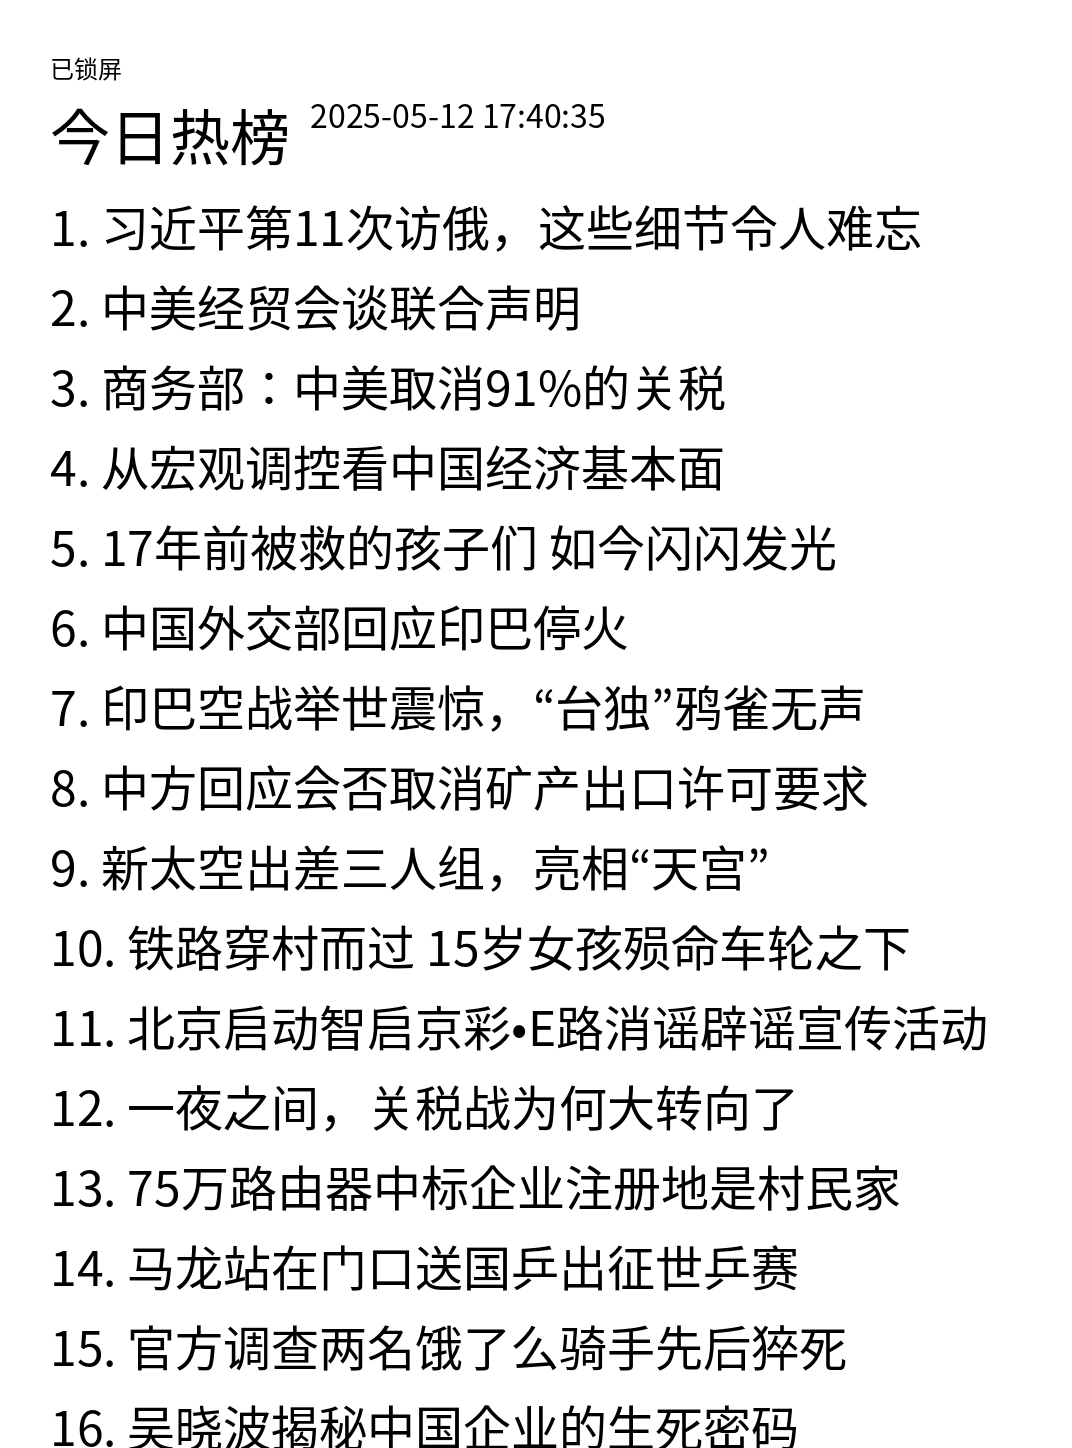 已锁屏
今日热榜 2025-05-12 17:40:35
1. 习近平第11次访俄，这些细节令人难忘
2. 中美经贸会谈联合声明
3. 商务部：中美取消91%的关税
4. 从宏观调控看中国经济基本面
5. 17年前被救的孩子们 如今闪闪发光
6. 中国外交部回应印巴停火
7. 印巴空战举世震惊，“台独”鸦雀无声
8. 中方回应会否取消矿产出口许可要求
9. 新太空出差三人组，亮相“天宫”
10. 铁路穿村而过 15岁女孩殒命车轮之下
11. 北京启动智启京彩•E路消谣辟谣宣传活动
12. 一夜之间，关税战为何大转向了
13. 75万路由器中标企业注册地是村民家
14. 马龙站在门口送国乒出征世乒赛
15. 官方调查两名饿了么骑手先后猝死
16. 吴晓波揭秘中国企业的生死密码